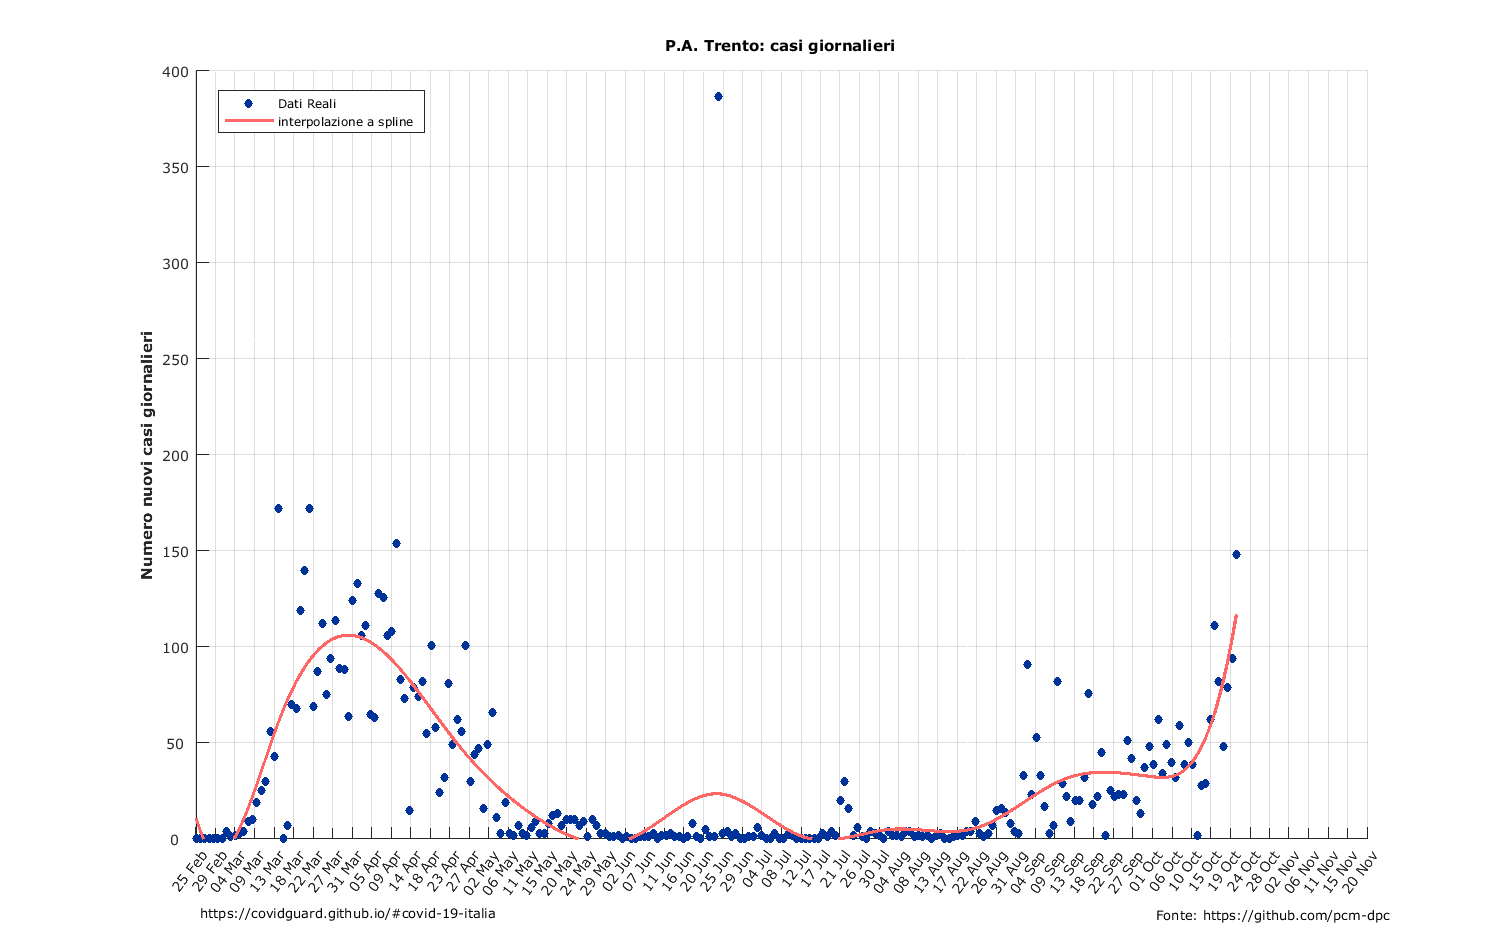 P.A. Trento: casi giornalieri
Numero nuovi casi giornalieri
400
350
300
250
200
150
100
50
0
Dati Reali
interpolazione a spline
25 Feb
29 Feb
04 Mar
09 Mar
13 Mar
18 Mar
22 Mar
27 Mar
31 Mar
05 Apr
09 Apr
14 Apr
18 Apr
23 Apr
27 Apr
02 May
06 May
11 May
15 May
20 May
24 May
29 May
02 Jun
07 Jun
11 Jun
16 Jun
20 Jun
25 Jun
29 Jun
04 Jul
08 Jul
12 Jul
17 Jul
21 Jul
26 Jul
30 Jul
04 Aug
08 Aug
13 Aug
17 Aug
22 Aug
26 Aug
31 Aug
04 Sep
09 Sep
13 Sep
18 Sep
22 Sep
27 Sep
01 Oct
06 Oct
10 Oct
15 Oct
19 Oct
24 Oct
28 Oct
02 Nov
06 Nov
11 Nov
15 Nov
20 Nov
https://covidguard.github.io/#covid-19-italia
Fonte: https://github.com/pcm-dpc